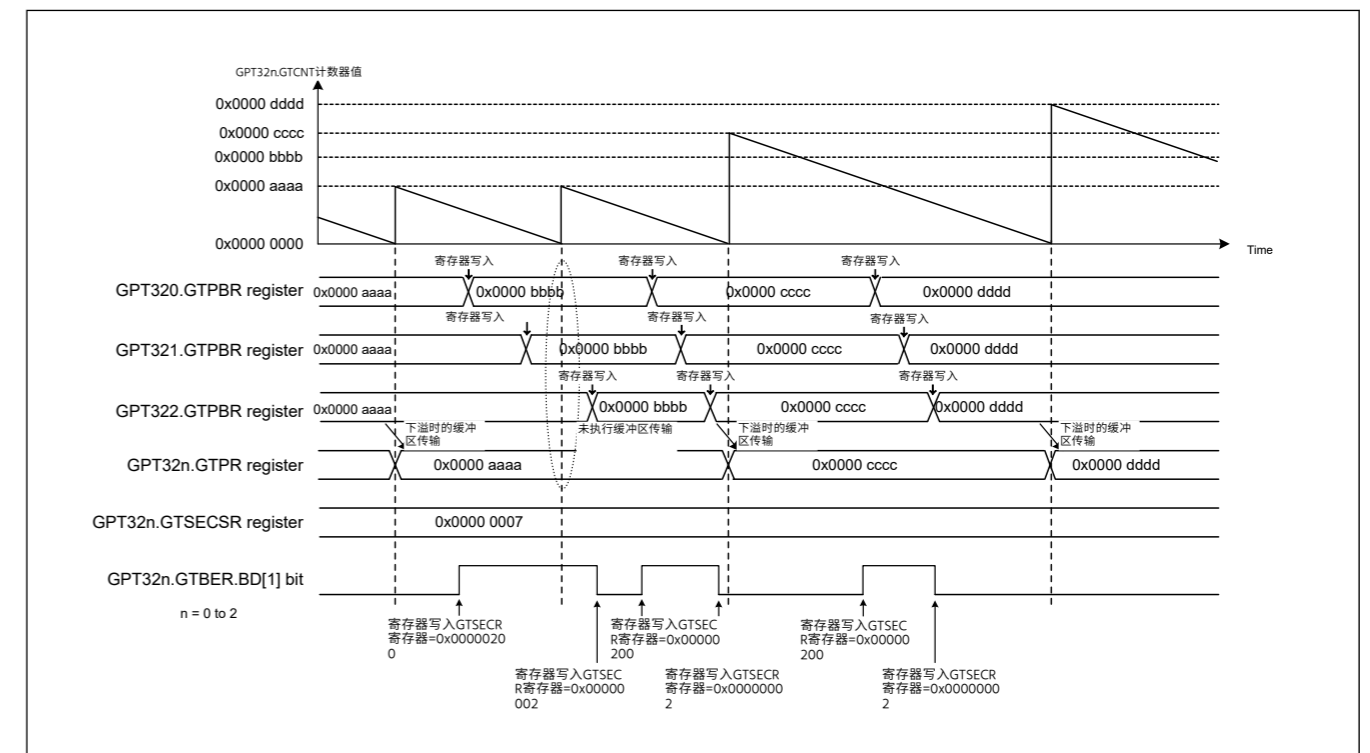 GPT32n.GTCNT计数器值
0x0000 dddd
0x0000 cccc
0x0000 bbbb
0x0000 aaaa
0x0000 0000
Time
寄存器写入 寄存器写入 寄存器写入
GPT320.GTPBR register 0x0000 aaaa 0x0000 bbbb 0x0000 cccc 0x0000 dddd
寄存器写入 寄存器写入 寄存器写入
GPT321.GTPBR register 0x0000 aaaa 0x0000 bbbb 0x0000 cccc 0x0000 dddd
寄存器写入 寄存器写入 寄存器写入
GPT322.GTPBR register 0x0000 aaaa 0x0000 bbbb 0x0000 cccc 0x0000 dddd
下溢时的缓冲
区传输
未执行缓冲区传输
下溢时的缓冲
区传输
下溢时的缓冲
区传输
GPT32n.GTPR register 0x0000 aaaa 0x0000 cccc 0x0000 dddd
GPT32n.GTSECSR register 0x0000 0007
GPT32n.GTBER.BD[1] bit
n = 0 to 2
寄存器写入GTSECR
寄存器=0x0000020
0
寄存器写入GTSEC
R寄存器=0x00000
200
寄存器写入GTSEC
R寄存器=0x00000
200
寄存器写入GTSEC
R寄存器=0x00000
002
寄存器写入GTSECR
寄存器=0x0000000
2
寄存器写入GTSECR
寄存器=0x0000000
2